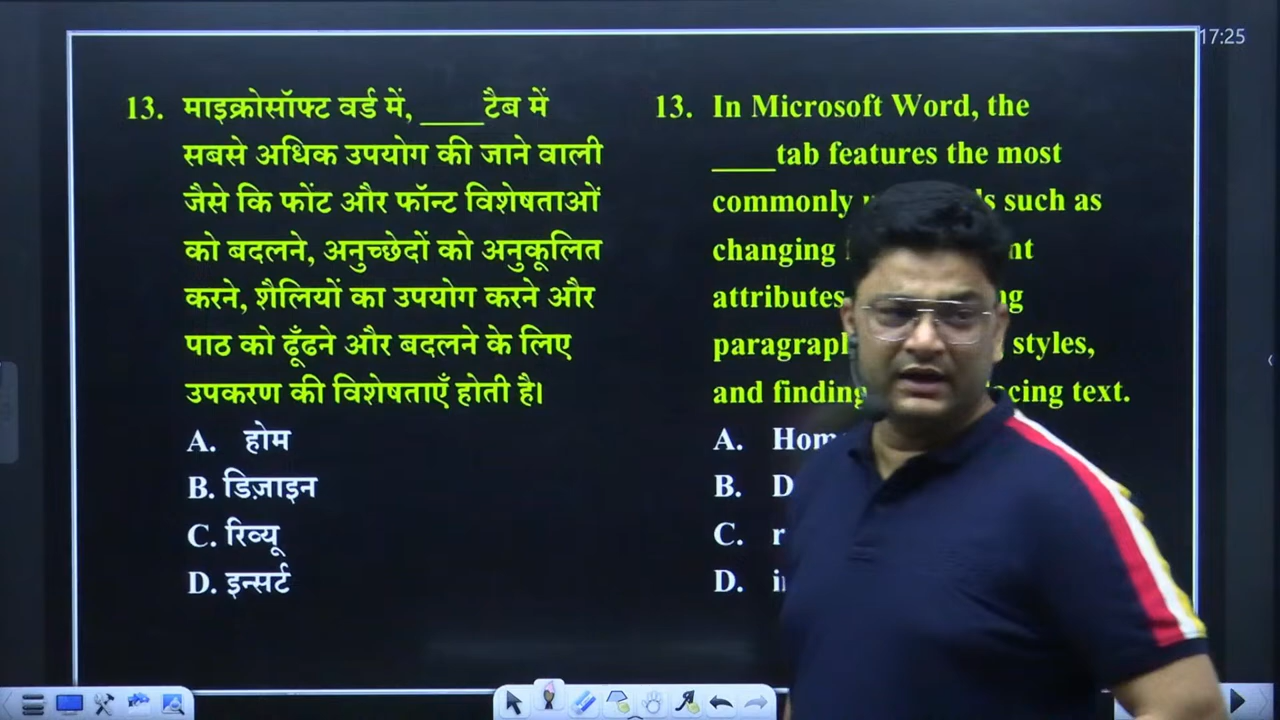 17:25
13. माइक्रोसॉफ्ट वर्ड में, ____टैब में
सबसे अधिक उपयोग की जाने वाली
जैसे कि फोंट और फॉन्ट विशेषताओं
को बदलने, अनुच्छेदों को अनुकूलित
करने, शैलियों का उपयोग करने और
पाठ को ढूँढने और बदलने के लिए
उपकरण की विशेषताएँ होती है।
A. होम
B. डिज़ाइन
C. रिव्यू
D. इन्सर्ट
13. In Microsoft Word, the
____tab features the most
commonly such as
changing
attributes
styles,
and finding text.
A.
B.
C.
D.